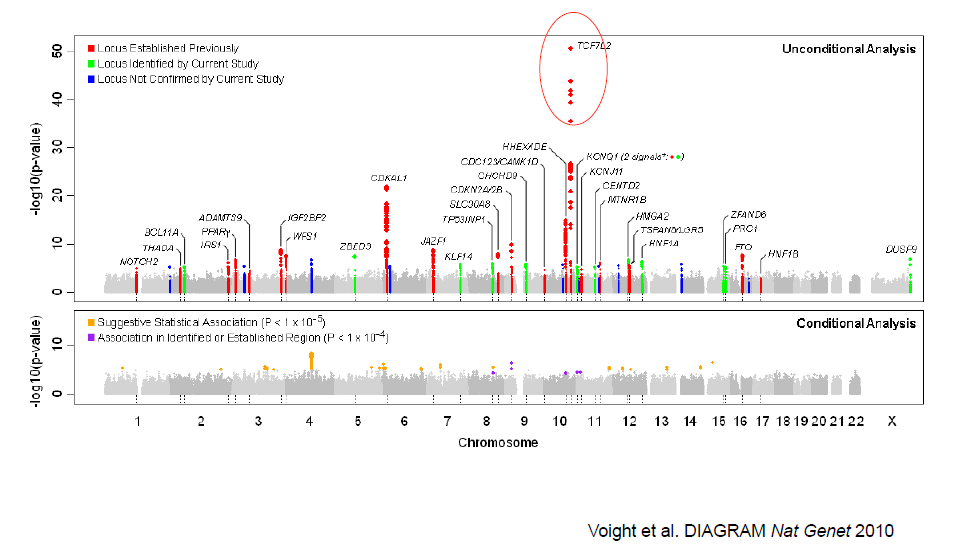 Unconditional Analysis
Locus Established Previously
Locus Identified by Current Study
Locus Not Confirmed by Current Study
-log10(p-value)
50
40
30
20
10
0
TCF7L2
HHEX/IDE
KCNQ1 (2 signals*: )
CDC123/CAMK1D
KCNJ11
CHCHD9
CENTD2
CDKAL1
CDKN2A/2B
MTNR1B
SLC30A8
ADAMTS9
IGF2BP2
TP53INP1
HMGA2
ZFAND6
BCL11A
PPARγ
TSPAN8/LGR5
PRC1
WFS1
THADA
IRS1
ZBED3
JAZF1
HNF1A
FTO
DUSP9
NOTCH2
KLF14
HNF1B
Conditional Analysis
Suggestive Statistical Association (P < 1 x 10⁻⁵)
Association in Identified or Established Region (P < 1 x 10⁻⁴)
-log10(p-value)
10
0
1 2 3 4 5 6 7 8 9 10 11 12 13 14 15 16 17 18 19 20 21 22 X
Chromosome
Voight et al. DIAGRAM Nat Genet 2010